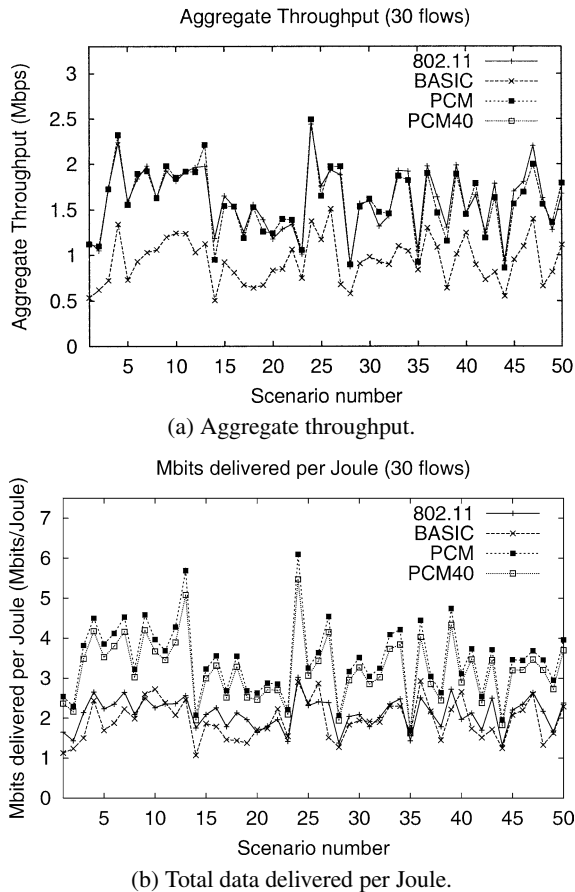 Aggregate Throughput (30 flows)
Aggregate Throughput (Mbps)
3
2.5
2
1.5
1
0.5
0
802.11
BASIC
PCM
PCM40
5 10 15 20 25 30 35 40 45 50
Scenario number
(a) Aggregate throughput.
Mbits delivered per Joule (30 flows)
Mbits delivered per Joule (Mbits/Joule)
7
6
5
4
3
2
1
0
802.11
BASIC
PCM
PCM40
5 10 15 20 25 30 35 40 45 50
Scenario number
(b) Total data delivered per Joule.